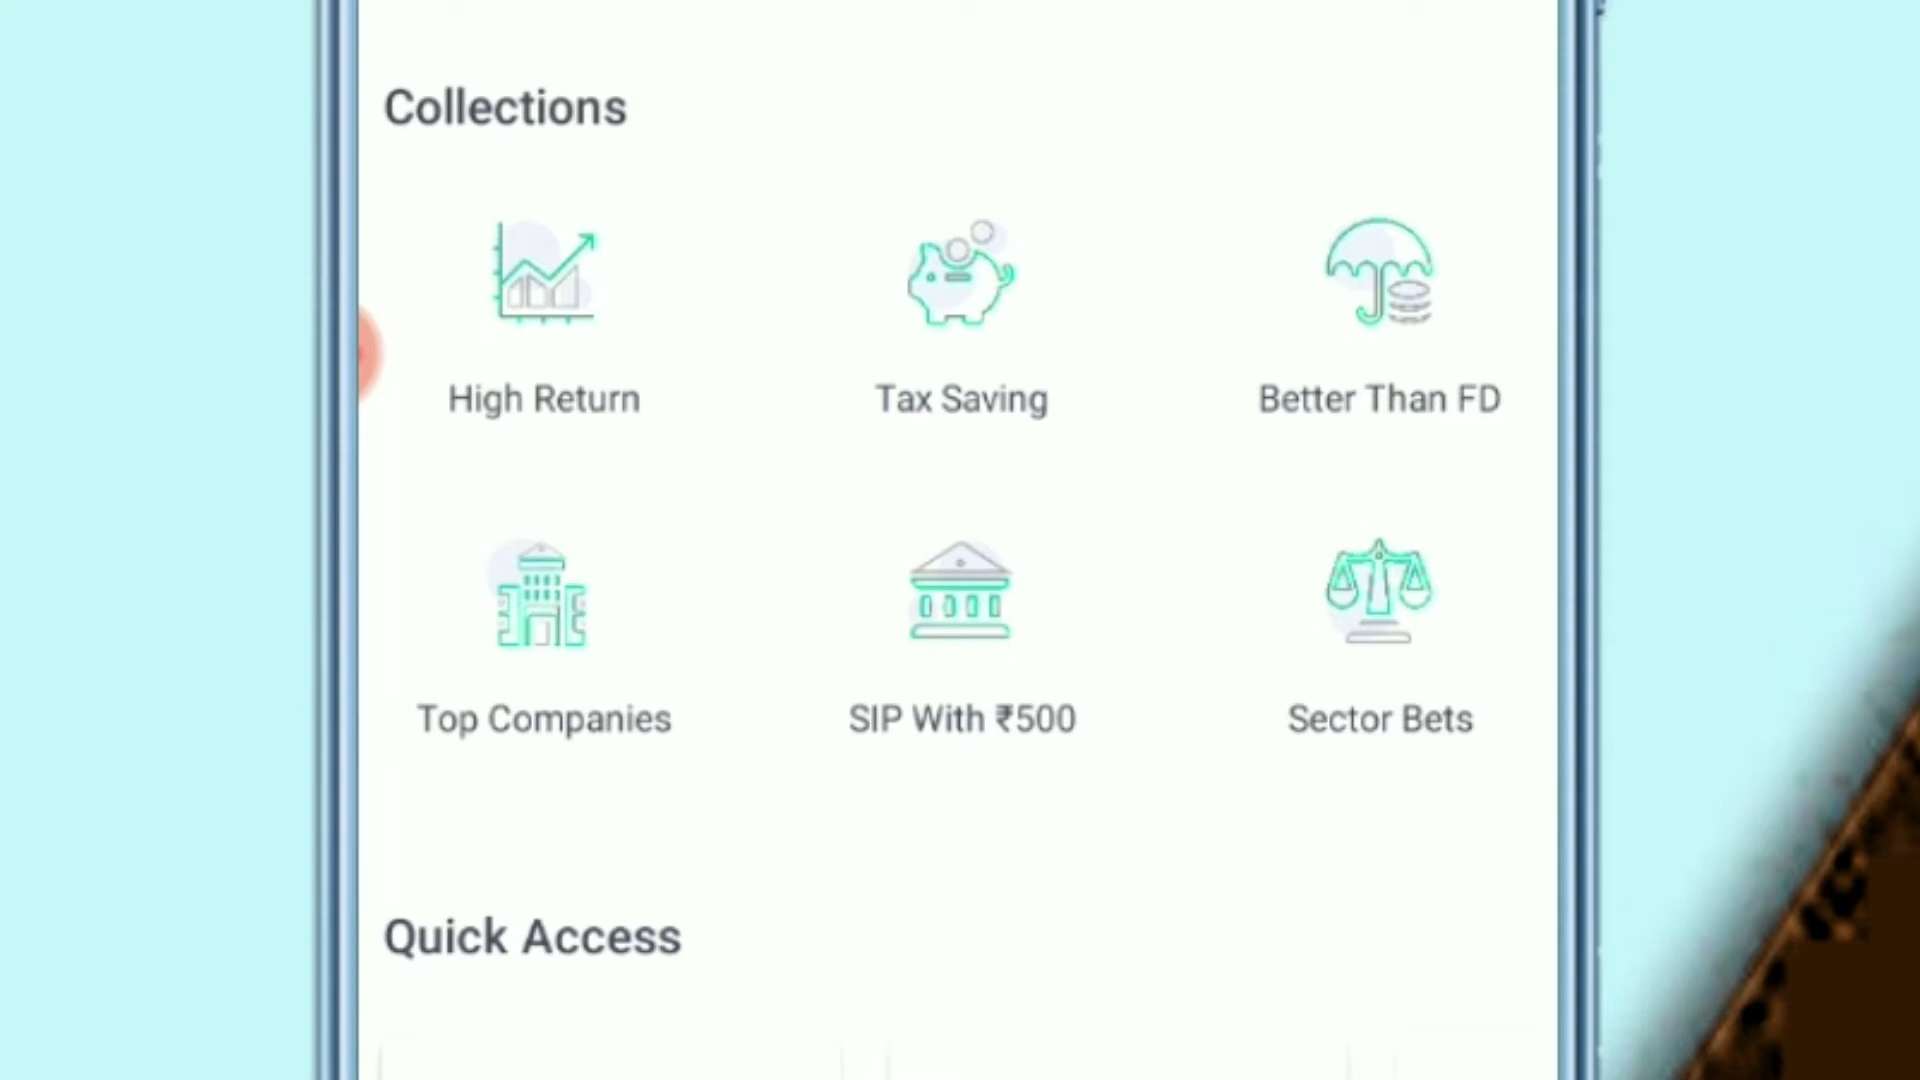 Collections
High Return
Tax Saving
Better Than FD
Top Companies
SIP With ₹500
Sector Bets
Quick Access